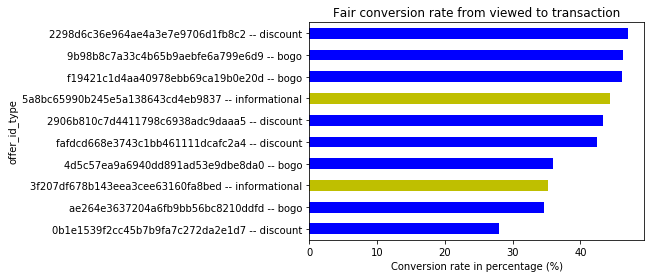 Fair conversion rate from viewed to transaction
offer_id_type
2298d6c36e964ae4a3e7e9706d1fb8c2 -- discount
9b98b8c7a33c4b65b9aebfe6a799e6d9 -- bogo
f19421c1d4aa40978ebb69ca19b0e20d -- bogo
5a8bc65990b245e5a138643cd4eb9837 -- informational
2906b810c7d4411798c6938adc9daaa5 -- discount
fafdcd668e3743c1bb461111dcafc2a4 -- discount
4d5c57ea9a6940dd891ad53e9dbe8da0 -- bogo
3f207df678b143eea3cee63160fa8bed -- informational
ae264e3637204a6fb9bb56bc8210ddfd -- bogo
0b1e1539f2cc45b7b9fa7c272da2e1d7 -- discount
0 10 20 30 40
Conversion rate in percentage (%)